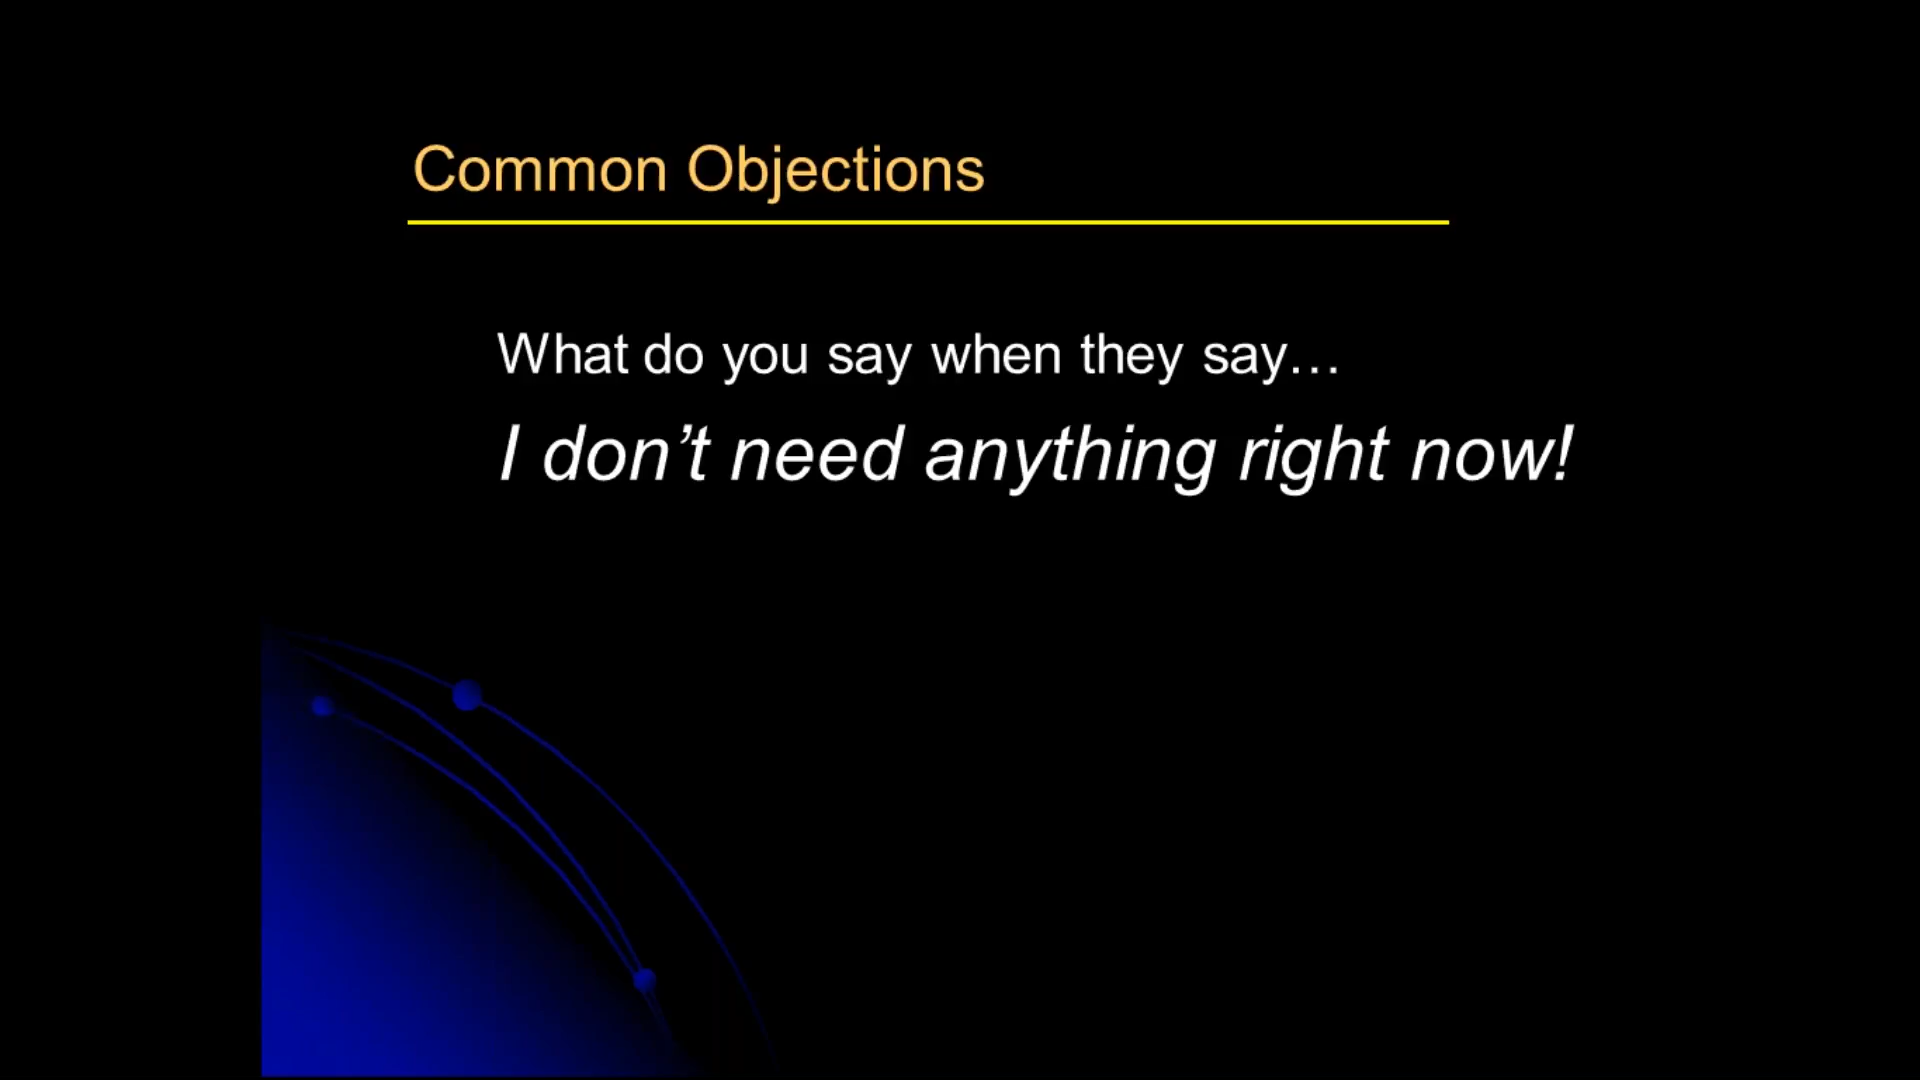 Common Objections
What do you say when they say…
I don’t need anything right now!